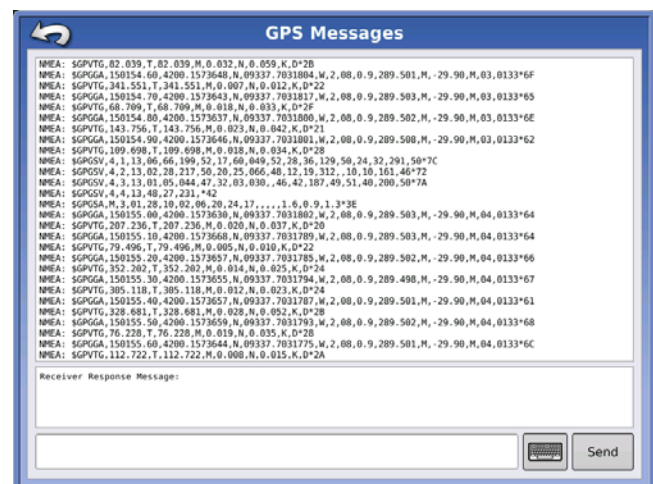 GPS Messages
NMEA: $GPVTG,82.039,T,82.039,M,0.032,N,0.059,K,D*2B
NMEA: $GPGGA,150154.60,4200.1573648,N,09337.7031804,W,2,08,0.9,289.501,M,-29.90,M,03,0133*6F
NMEA: $GPVTG,341.551,T,341.551,M,0.007,N,0.012,K,D*22
NMEA: $GPGGA,150154.70,4200.1573643,N,09337.7031817,W,2,08,0.9,289.503,M,-29.90,M,03,0133*65
NMEA: $GPVTG,68.709,T,68.709,M,0.018,N,0.033,K,D*2F
NMEA: $GPGGA,150154.80,4200.1573637,N,09337.7031800,W,2,08,0.9,289.502,M,-29.90,M,03,0133*6E
NMEA: $GPVTG,143.756,T,143.756,M,0.023,N,0.042,K,D*21
NMEA: $GPGGA,150154.90,4200.1573646,N,09337.7031801,W,2,08,0.9,289.508,M,-29.90,M,03,0133*62
NMEA: $GPVTG,109.698,T,109.698,M,0.018,N,0.034,K,D*28
NMEA: $GPGSV,4,1,13,06,66,199,52,17,60,049,52,28,36,129,50,24,32,291,50*7C
NMEA: $GPGSV,4,2,13,02,28,217,50,20,25,066,48,12,19,312,,10,10,161,46*72
NMEA: $GPGSV,4,3,13,01,05,044,47,32,03,030,,46,42,187,49,51,40,200,50*7A
NMEA: $GPGSV,4,4,13,48,27,231,*42
NMEA: $GPGSA,M,3,01,28,10,02,06,20,24,17,,,,,1.6,0.9,1.3*3E
NMEA: $GPGGA,150155.00,4200.1573630,N,09337.7031802,W,2,08,0.9,289.503,M,-29.90,M,04,0133*64
NMEA: $GPVTG,207.236,T,207.236,M,0.020,N,0.037,K,D*20
NMEA: $GPGGA,150155.10,4200.1573668,N,09337.7031789,W,2,08,0.9,289.503,M,-29.90,M,04,0133*64
NMEA: $GPVTG,79.496,T,79.496,M,0.005,N,0.010,K,D*22
NMEA: $GPGGA,150155.20,4200.1573657,N,09337.7031785,W,2,08,0.9,289.502,M,-29.90,M,04,0133*66
NMEA: $GPVTG,352.202,T,352.202,M,0.014,N,0.025,K,D*24
NMEA: $GPGGA,150155.30,4200.1573655,N,09337.7031794,W,2,08,0.9,289.498,M,-29.90,M,04,0133*67
NMEA: $GPVTG,305.118,T,305.118,M,0.012,N,0.023,K,D*24
NMEA: $GPGGA,150155.40,4200.1573657,N,09337.7031787,W,2,08,0.9,289.501,M,-29.90,M,04,0133*61
NMEA: $GPVTG,328.681,T,328.681,M,0.028,N,0.052,K,D*2B
NMEA: $GPGGA,150155.50,4200.1573659,N,09337.7031793,W,2,08,0.9,289.502,M,-29.90,M,04,0133*68
NMEA: $GPVTG,76.228,T,76.228,M,0.019,N,0.035,K,D*28
NMEA: $GPGGA,150155.60,4200.1573644,N,09337.7031775,W,2,08,0.9,289.501,M,-29.90,M,04,0133*6C
NMEA: $GPVTG,112.722,T,112.722,M,0.008,N,0.015,K,D*2A
Receiver Response Message:
Send